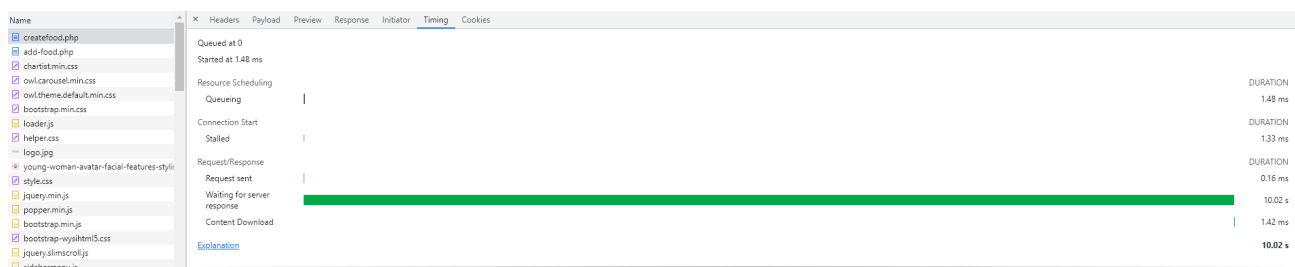 Name
createfood.php
add-food.php
chartist.min.css
owl.carousel.min.css
owl.theme.default.min.css
bootstrap.min.css
loader.js
helper.css
logo.jpg
young-woman-avatar-facial-features-stylis
style.css
jquery.min.js
popper.min.js
bootstrap.min.js
bootstrap-wysihtml5.css
jquery.slimscroll.js
× Headers Payload Preview Response Initiator Timing Cookies
Queued at 0
Started at 1.48 ms
Resource Scheduling DURATION
Queueing 1.48 ms
Connection Start DURATION
Stalled 1.33 ms
Request/Response DURATION
Request sent 0.16 ms
Waiting for server
response 10.02 s
Content Download 1.42 ms
Explanation 10.02 s